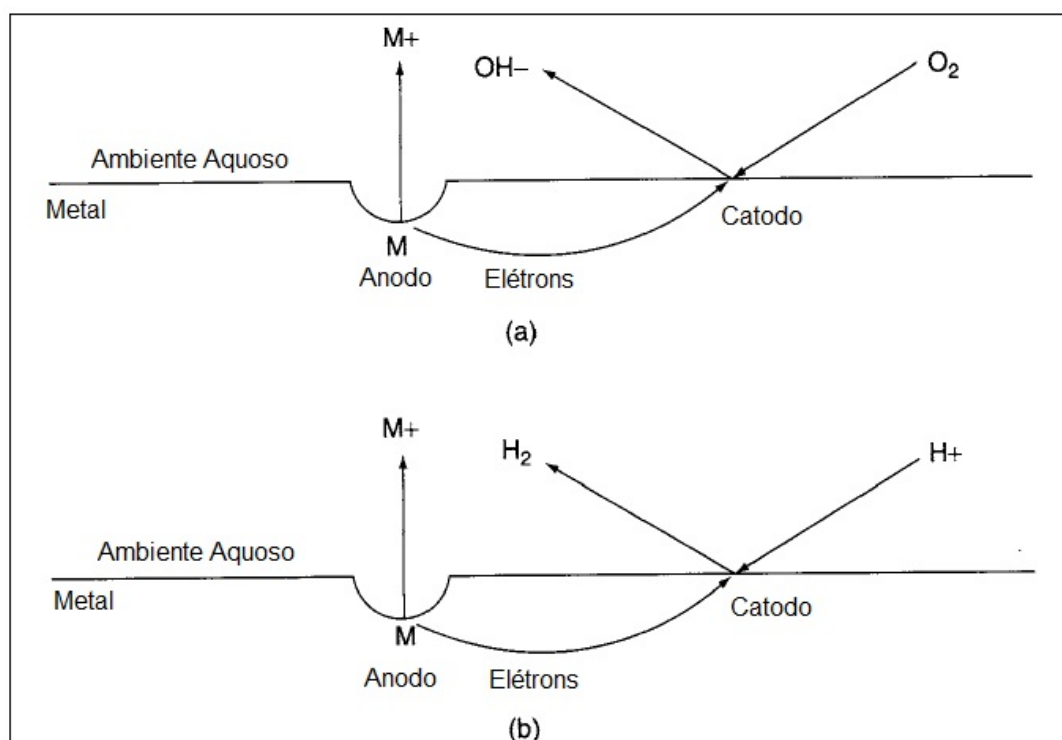 M+
OH–
O2
Ambiente Aquoso
Metal
M
Catodo
Anodo
Elétrons
(a)
M+
H2
H+
Ambiente Aquoso
Metal
Catodo
M
Anodo
Elétrons
(b)